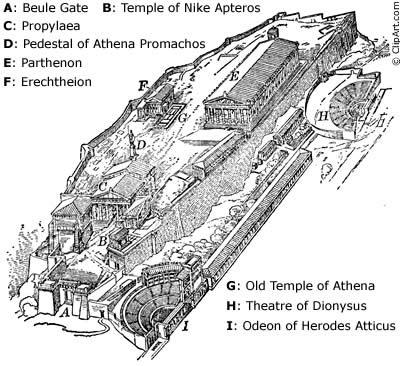 A: Beule Gate B: Temple of Nike Apteros
C: Propylaea
D: Pedestal of Athena Promachos
E: Parthenon
F: Erechtheion
© ClipArt.com
E
F
G
H
D
C
B
A
I
G: Old Temple of Athena
H: Theatre of Dionysus
I: Odeon of Herodes Atticus